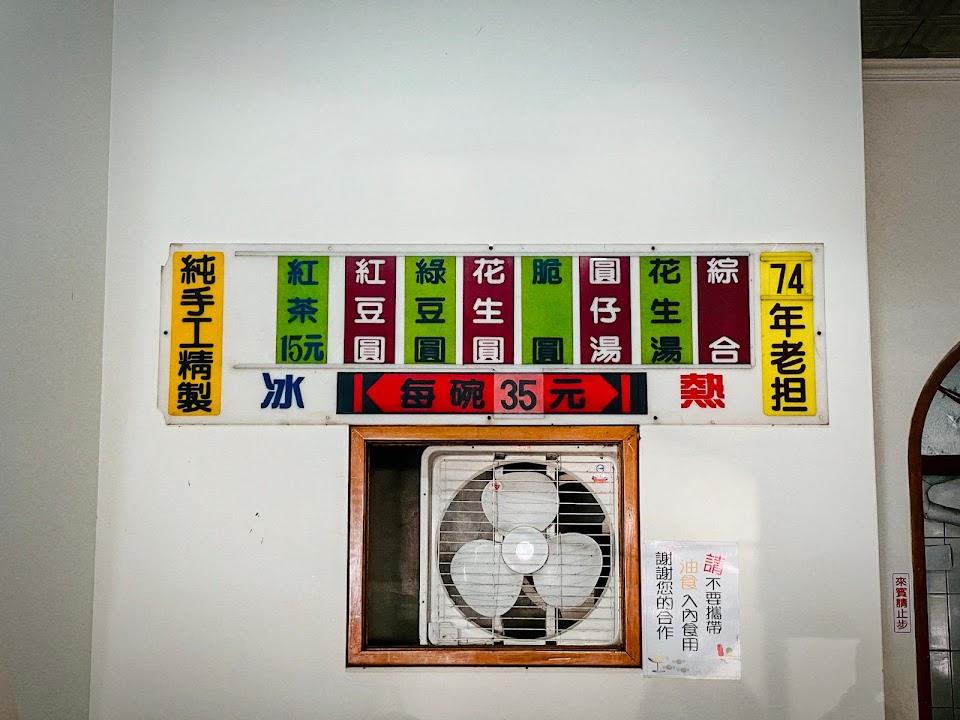 純手工精製
紅茶15元
紅豆圓
綠豆圓
花生圓
脆圓
圓仔湯
花生湯
綜合
74年老担
冰
每碗35元
熱
請不要攜帶
油食入內食用
謝謝您的合作
來賓請止步